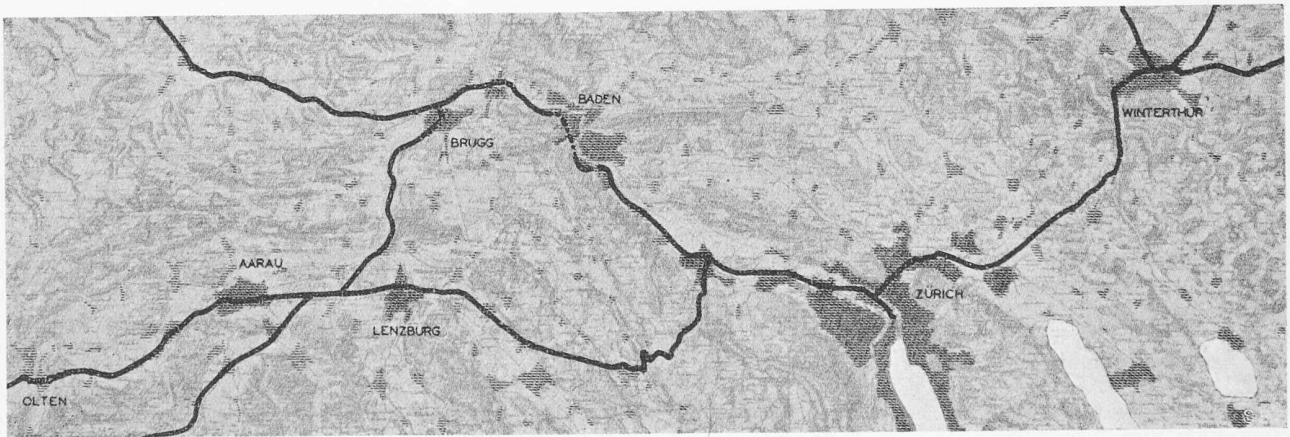 BADEN
WINTERTHUR
BRUGG
AARAU
ZÜRICH
LENZBURG
OLTEN